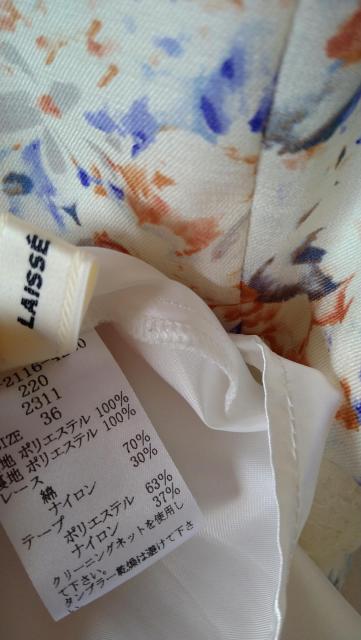 LAISSÉ
220
2311
36
ポリエステル 100%
ポリエステル 100%
レース
綿 70%
ナイロン 30%
テープ
ポリエステル 63%
ナイロン 37%
クリーニングネットを使用し
て下さい。
タンブラー乾燥は避けて下さ